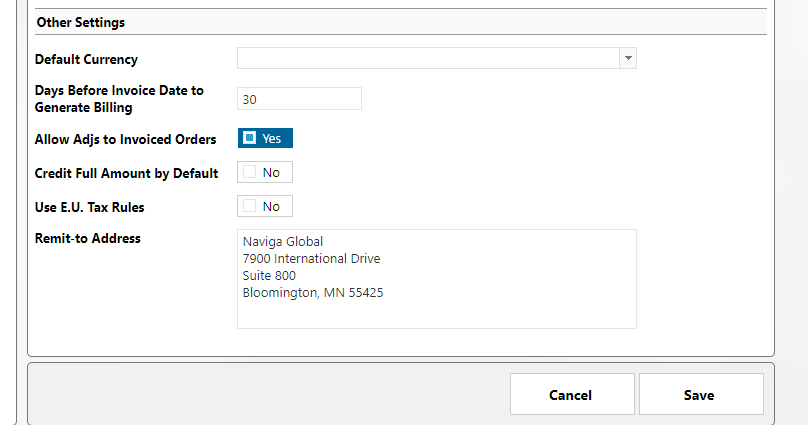 Other Settings
Default Currency
Days Before Invoice Date to
Generate Billing
30
Allow Adjs to Invoiced Orders
Yes
Credit Full Amount by Default
No
Use E.U. Tax Rules
No
Remit-to Address
Naviga Global
7900 International Drive
Suite 800
Bloomington, MN 55425
Cancel
Save